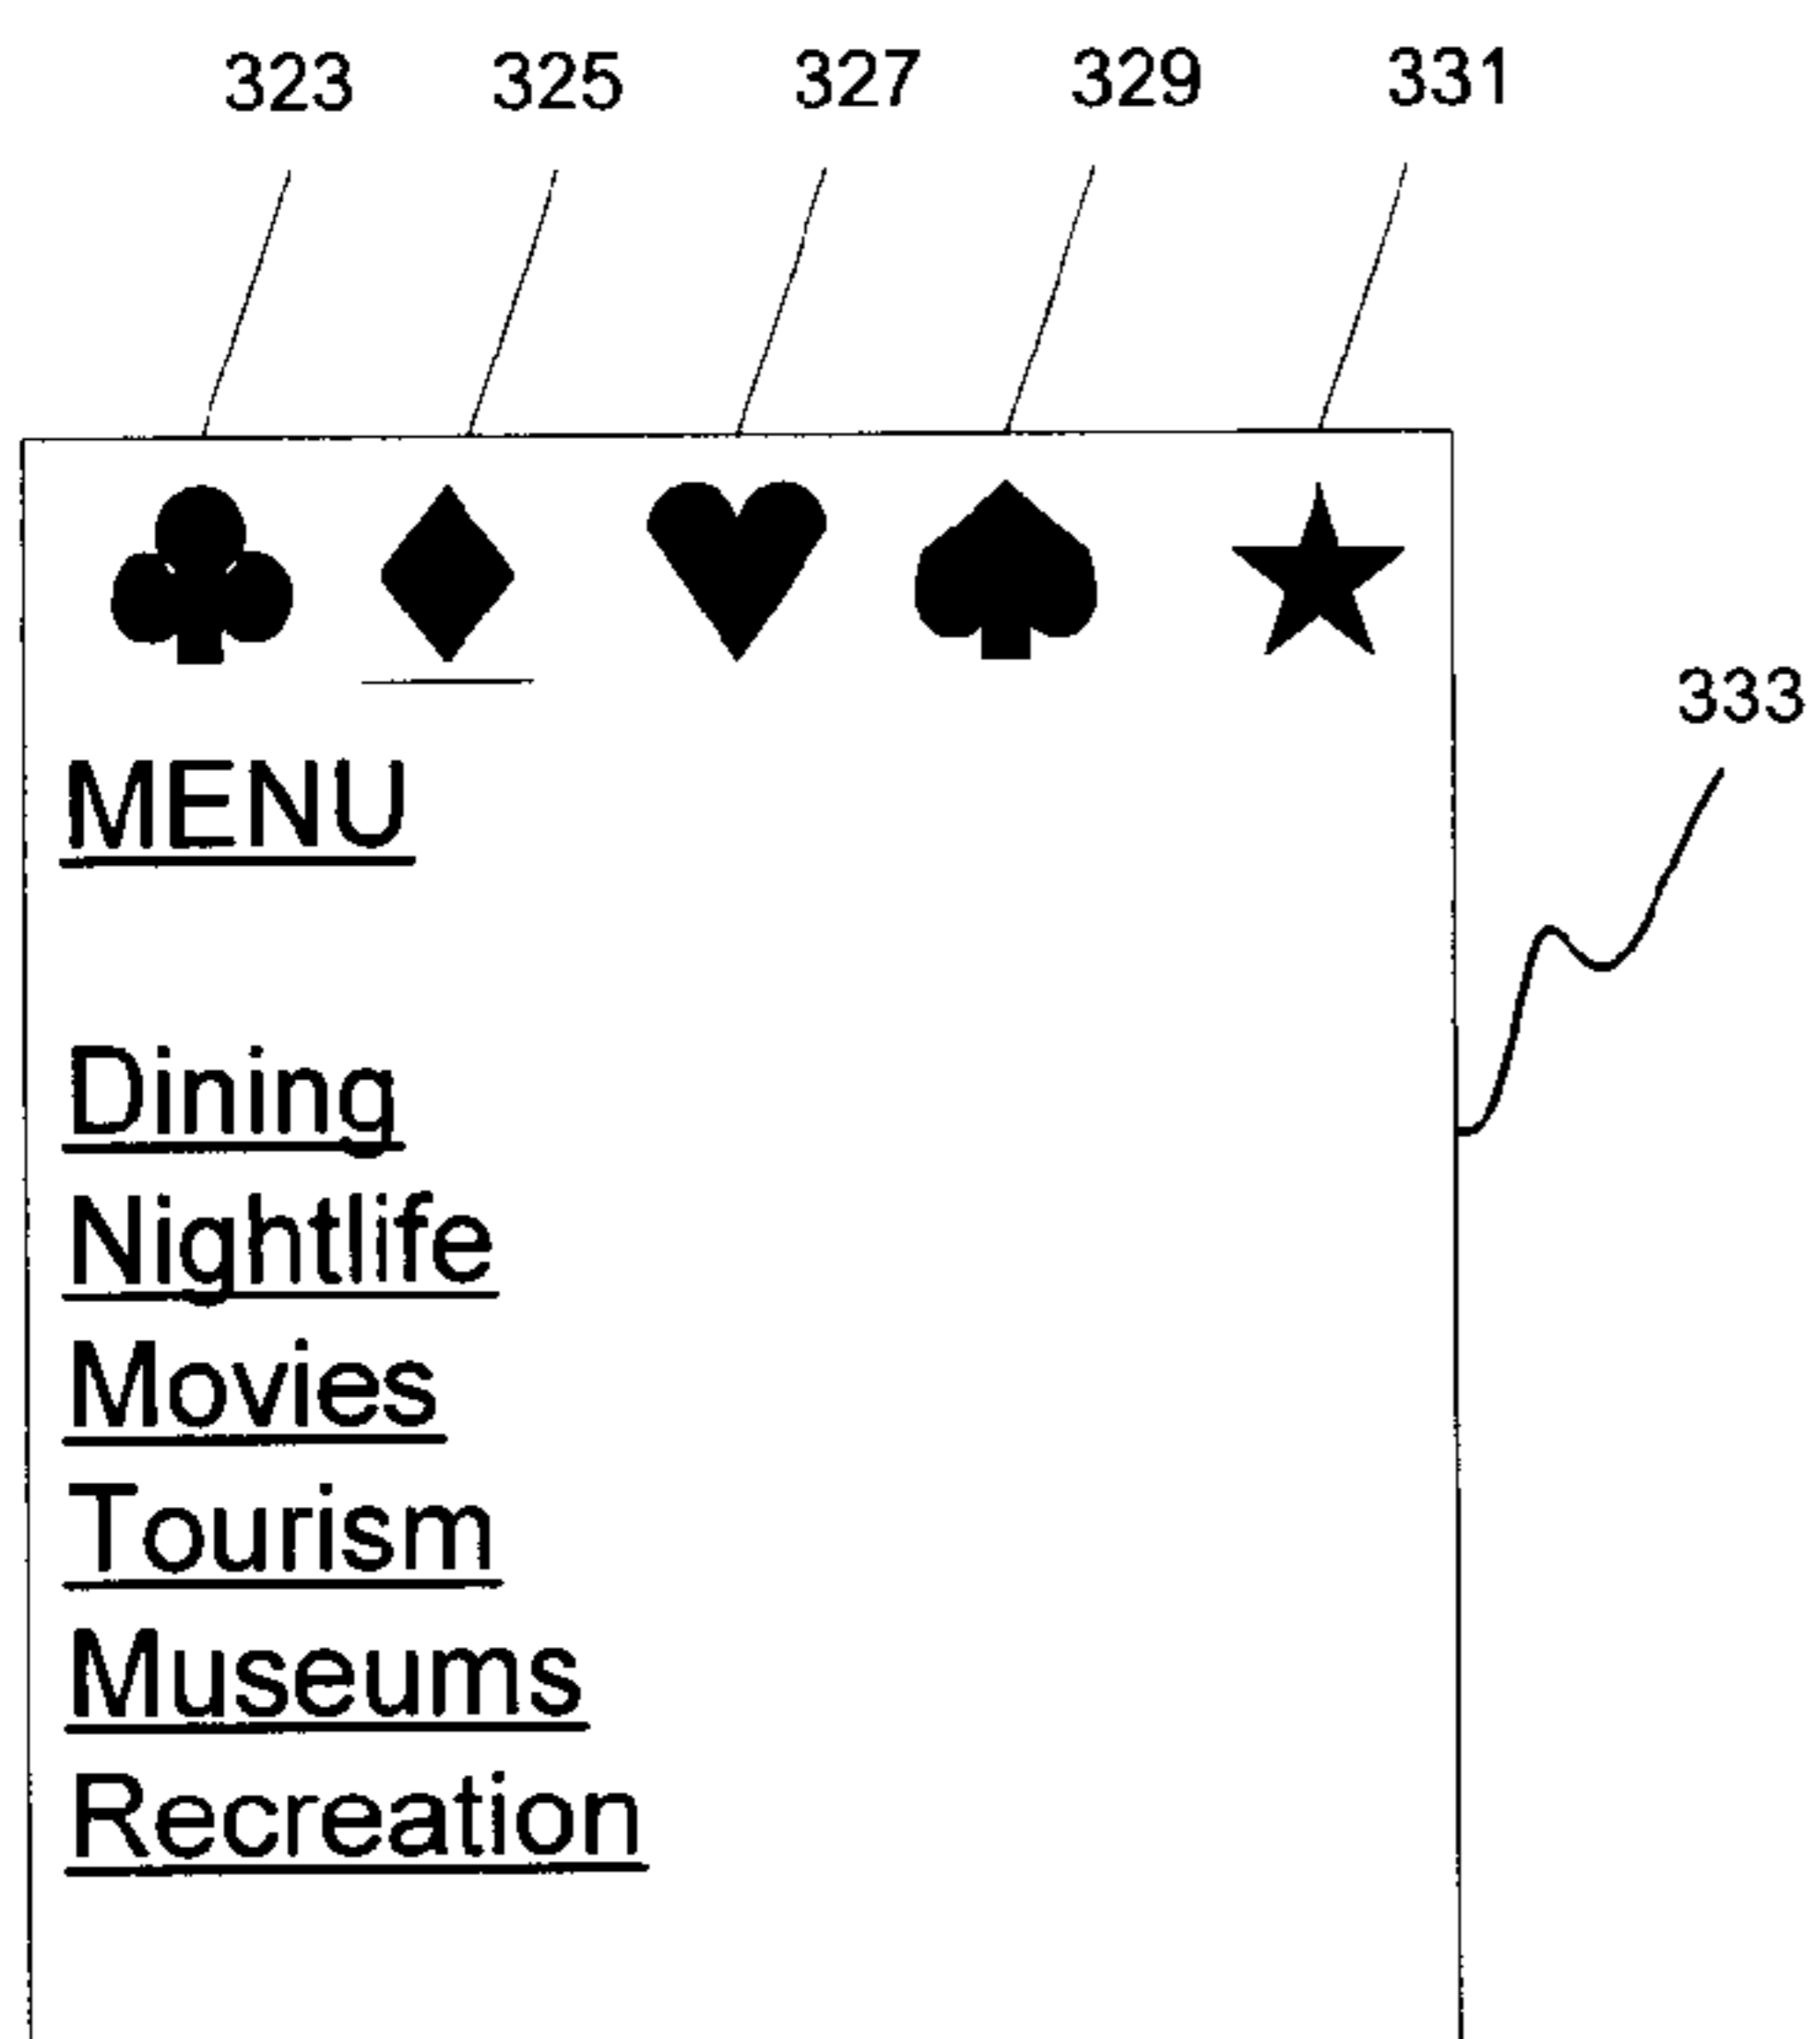 323 325 327 329 331
333
MENU
Dining
Nightlife
Movies
Tourism
Museums
Recreation